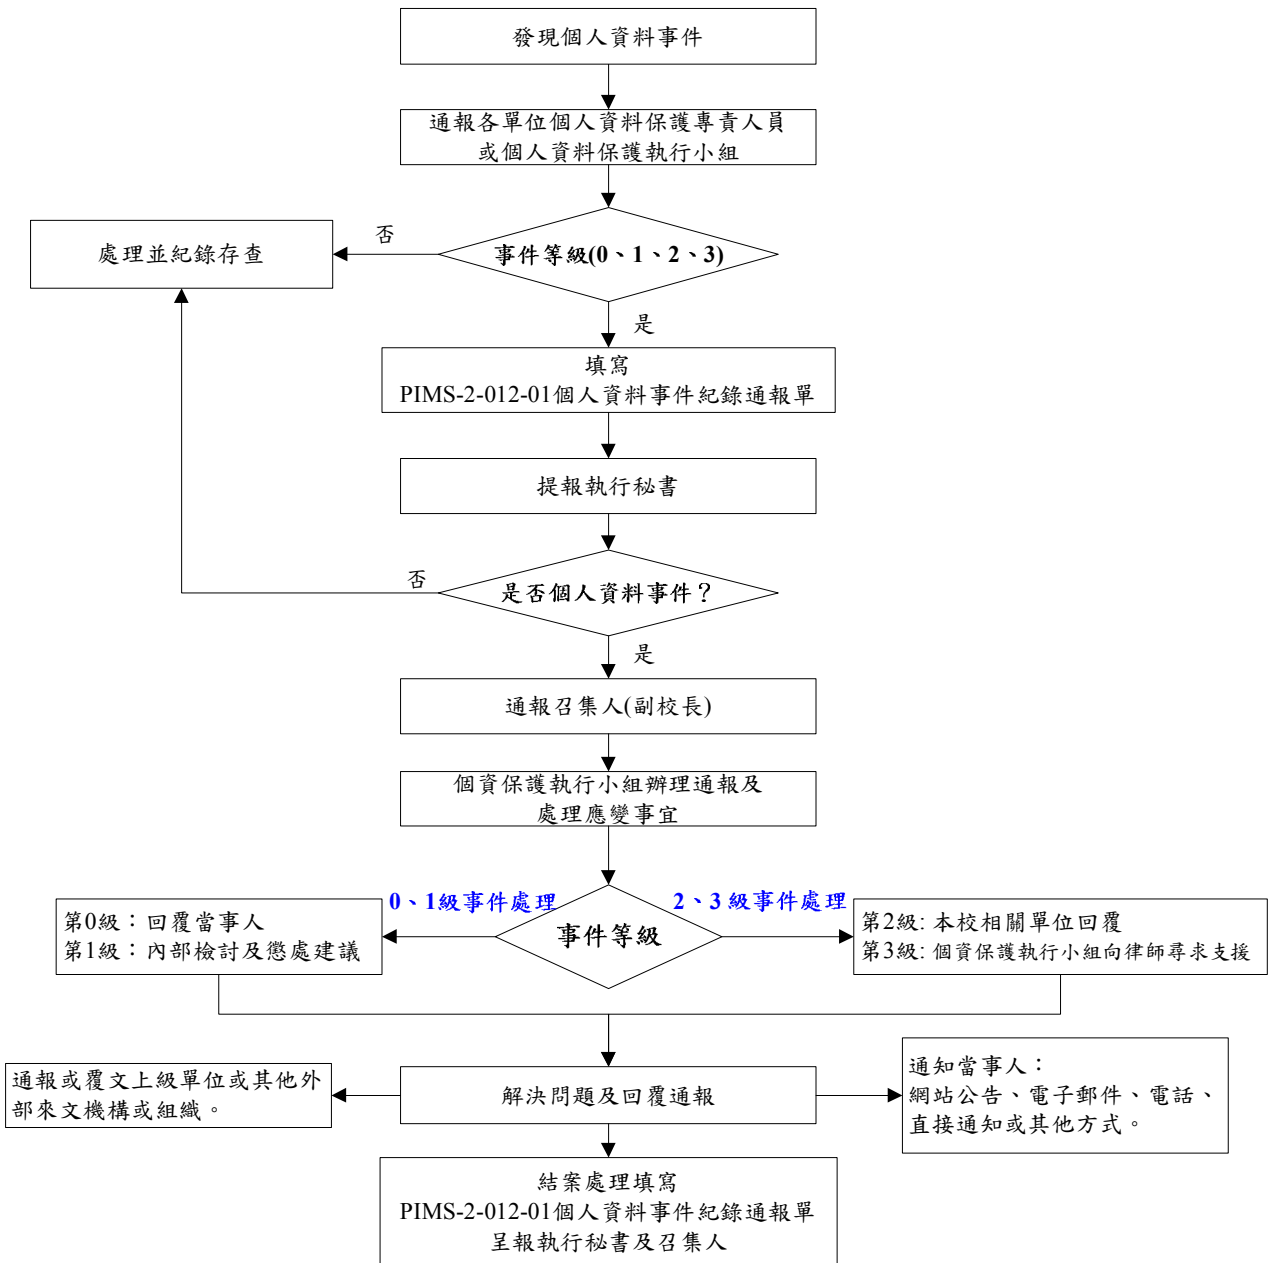 發現個人資料事件
通報各單位個人資料保護專責人員
或個人資料保護執行小組
事件等級(0、1、2、3)
否
處理並紀錄存查
是
填寫
PIMS-2-012-01個人資料事件紀錄通報單
提報執行秘書
是否個人資料事件？
否
是
通報召集人(副校長)
個資保護執行小組辦理通報及
處理應變事宜
0、1級事件處理
2、3 級事件處理
事件等級
第0級：回覆當事人
第1級：內部檢討及懲處建議
第2級: 本校相關單位回覆
第3級: 個資保護執行小組向律師尋求支援
通報或覆文上級單位或其他外
部來文機構或組織。
解決問題及回覆通報
通知當事人：
網站公告、電子郵件、電話、
直接通知或其他方式。
結案處理填寫
PIMS-2-012-01個人資料事件紀錄通報單
呈報執行秘書及召集人